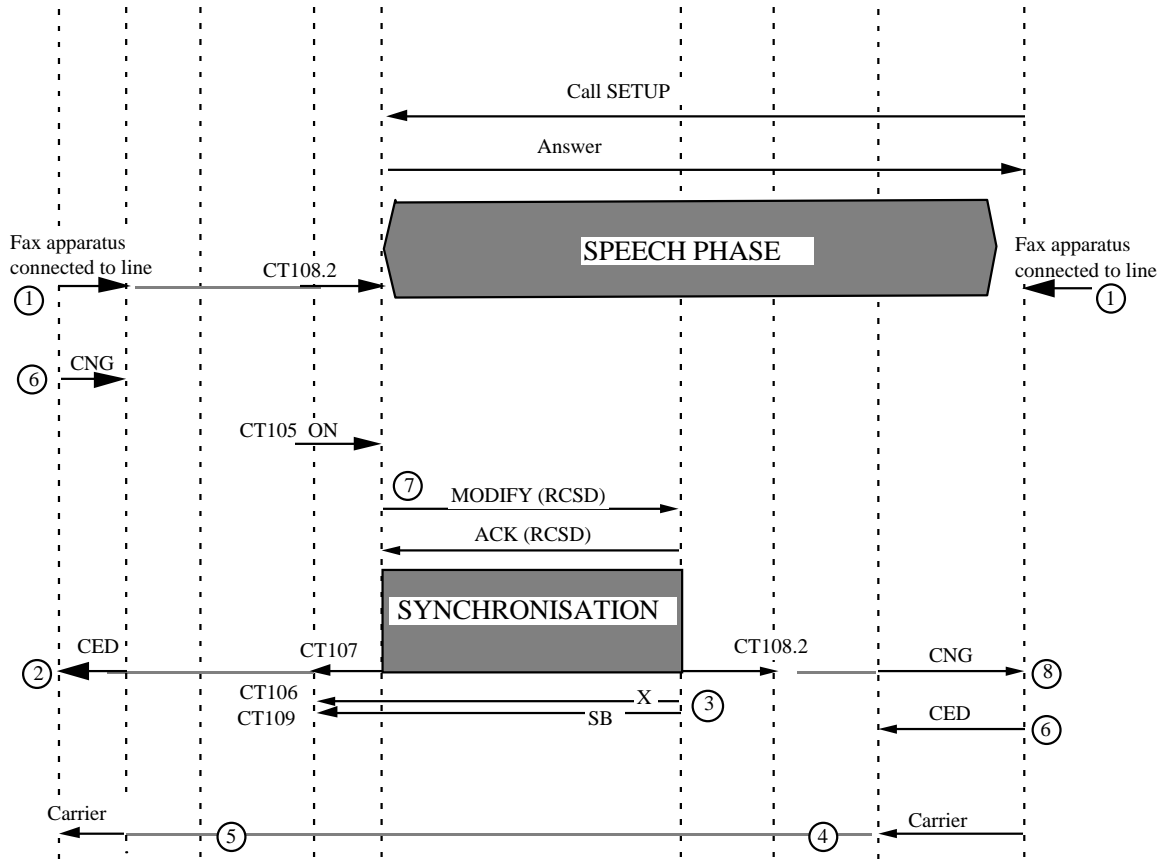 Call SETUP
Answer
SPEECH PHASE
Fax apparatus
connected to line
1
CT108.2
Fax apparatus
connected to line
1
6
CNG
CT105 ON
7
MODIFY (RCSD)
ACK (RCSD)
SYNCHRONISATION
2
CED
CT107
CT108.2
CNG
8
CT106
X
3
CT109
SB
CED
6
Carrier
5
4
Carrier